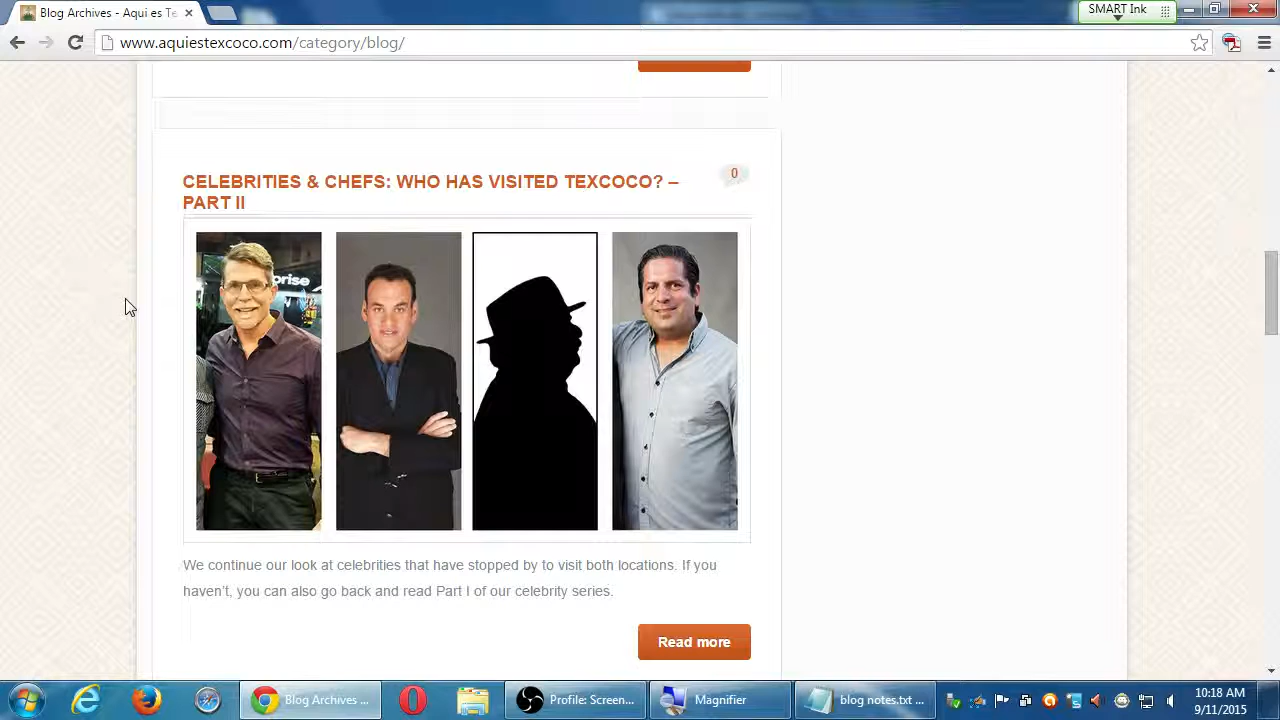 Blog Archives - Aqui es Te
SMART Ink
www.aquiestexcoco.com/category/blog/
CELEBRITIES & CHEFS: WHO HAS VISITED TEXCOCO? –
PART II
0
prise
We continue our look at celebrities that have stopped by to visit both locations. If you
haven't, you can also go back and read Part I of our celebrity series.
Read more
Blog Archives ...
Profile: Screen...
Magnifier
blog notes.txt ...
10:18 AM
9/11/2015